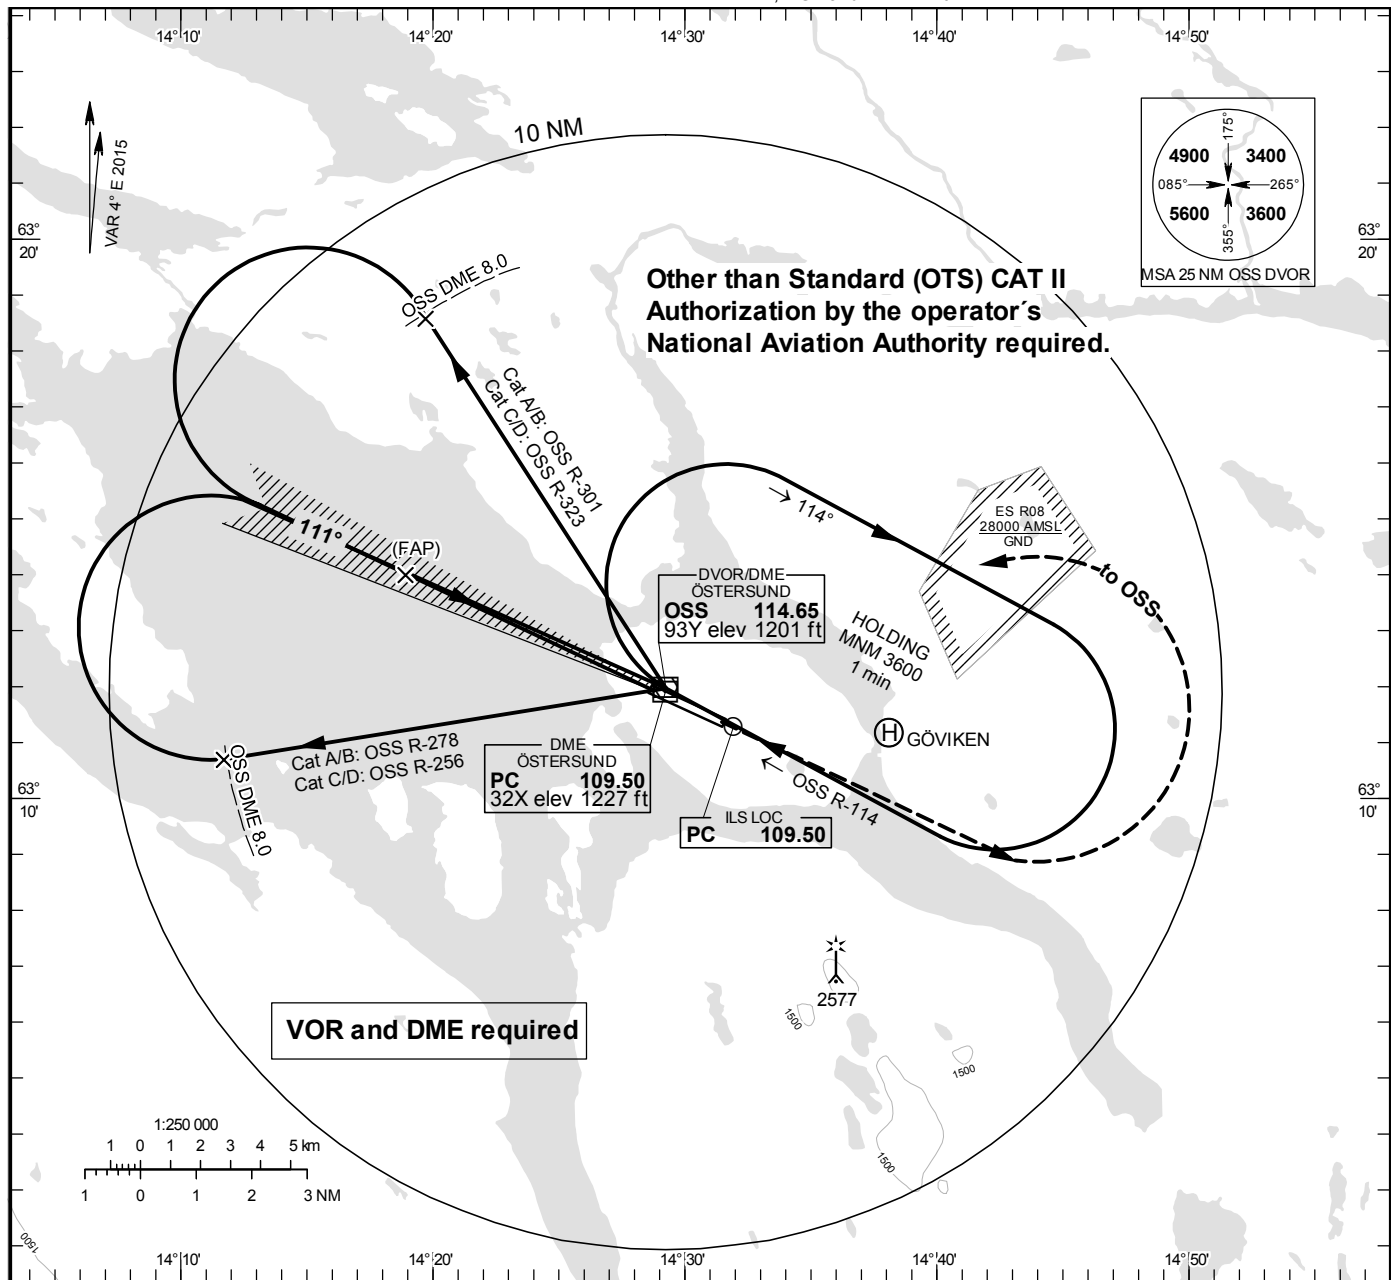 14°10'
14°20'
14°30'
14°40'
14°50'
10 NM
VAR 4° E 2015
175°
4900
3400
085°
265°
5600
3600
355°
MSA 25 NM OSS DVOR
63°
20'
63°
20'
OSS DME 8.0
Other than Standard (OTS) CAT II
Authorization by the operator´s
National Aviation Authority required.
Cat A/B: OSS R-301
Cat C/D: OSS R-323
114°
ES R08
28000 AMSL
GND
111°
(FAP)
to OSS
DVOR/DME
ÖSTERSUND
OSS 114.65
93Y elev 1201 ft
HOLDING
MNM 3600
1 min
H
GÖVIKEN
Cat A/B: OSS R-278
Cat C/D: OSS R-256
OSS DME 8.0
DME
ÖSTERSUND
PC 109.50
32X elev 1227 ft
OSS R-114
ILS LOC
PC 109.50
63°
10'
63°
10'
2577
1500
1500
1500
VOR and DME required
1:250 000
1 0 1 2 3 4 5 km
1 0 1 2 3 NM
1500
14°10'
14°20'
14°30'
14°40'
14°50'